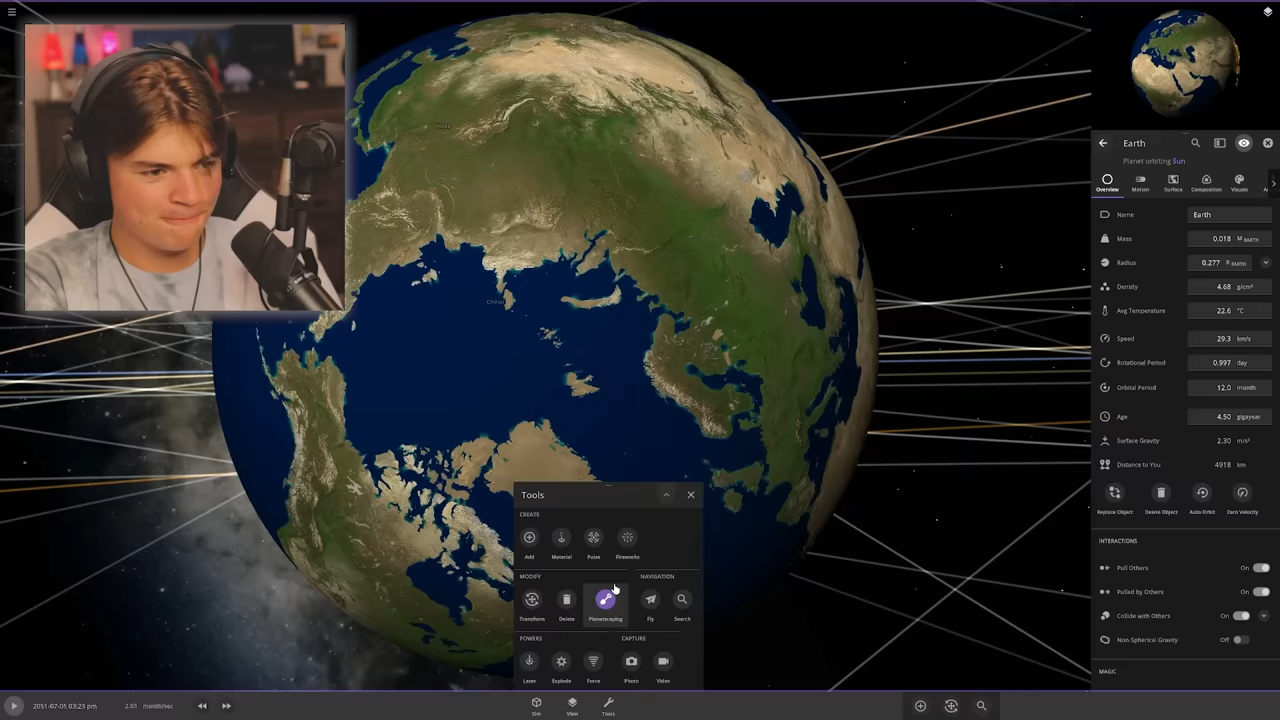 Hebe
Chiron
Tools
CREATE
Add Material Pulse Fireworks
MODIFY NAVIGATION
Transform Delete Planetscaping Fly Search
POWERS CAPTURE
Laser Explode Force Photo Video
Earth
Planet orbiting Sun
Overview Motion Surface Composition Visuals
Name Earth
Mass 0.018 M EARTH
Radius 0.277 R EARTH
Density 4.68 g/cm³
Avg Temperature 22.6 °C
Speed 29.3 km/s
Rotational Period 0.997 day
Orbital Period 12.0 month
Age 4.50 gigayear
Surface Gravity 2.30 m/s²
Distance to You 4918 km
Replace Object Delete Object Auto Orbit Zero Velocity
INTERACTIONS
Pull Others On
Pulled by Others On
Collide with Others On
Non-Spherical Gravity Off
MAGIC
2051-07-05 03:23 pm 2.03 month/sec
Sim View Tools